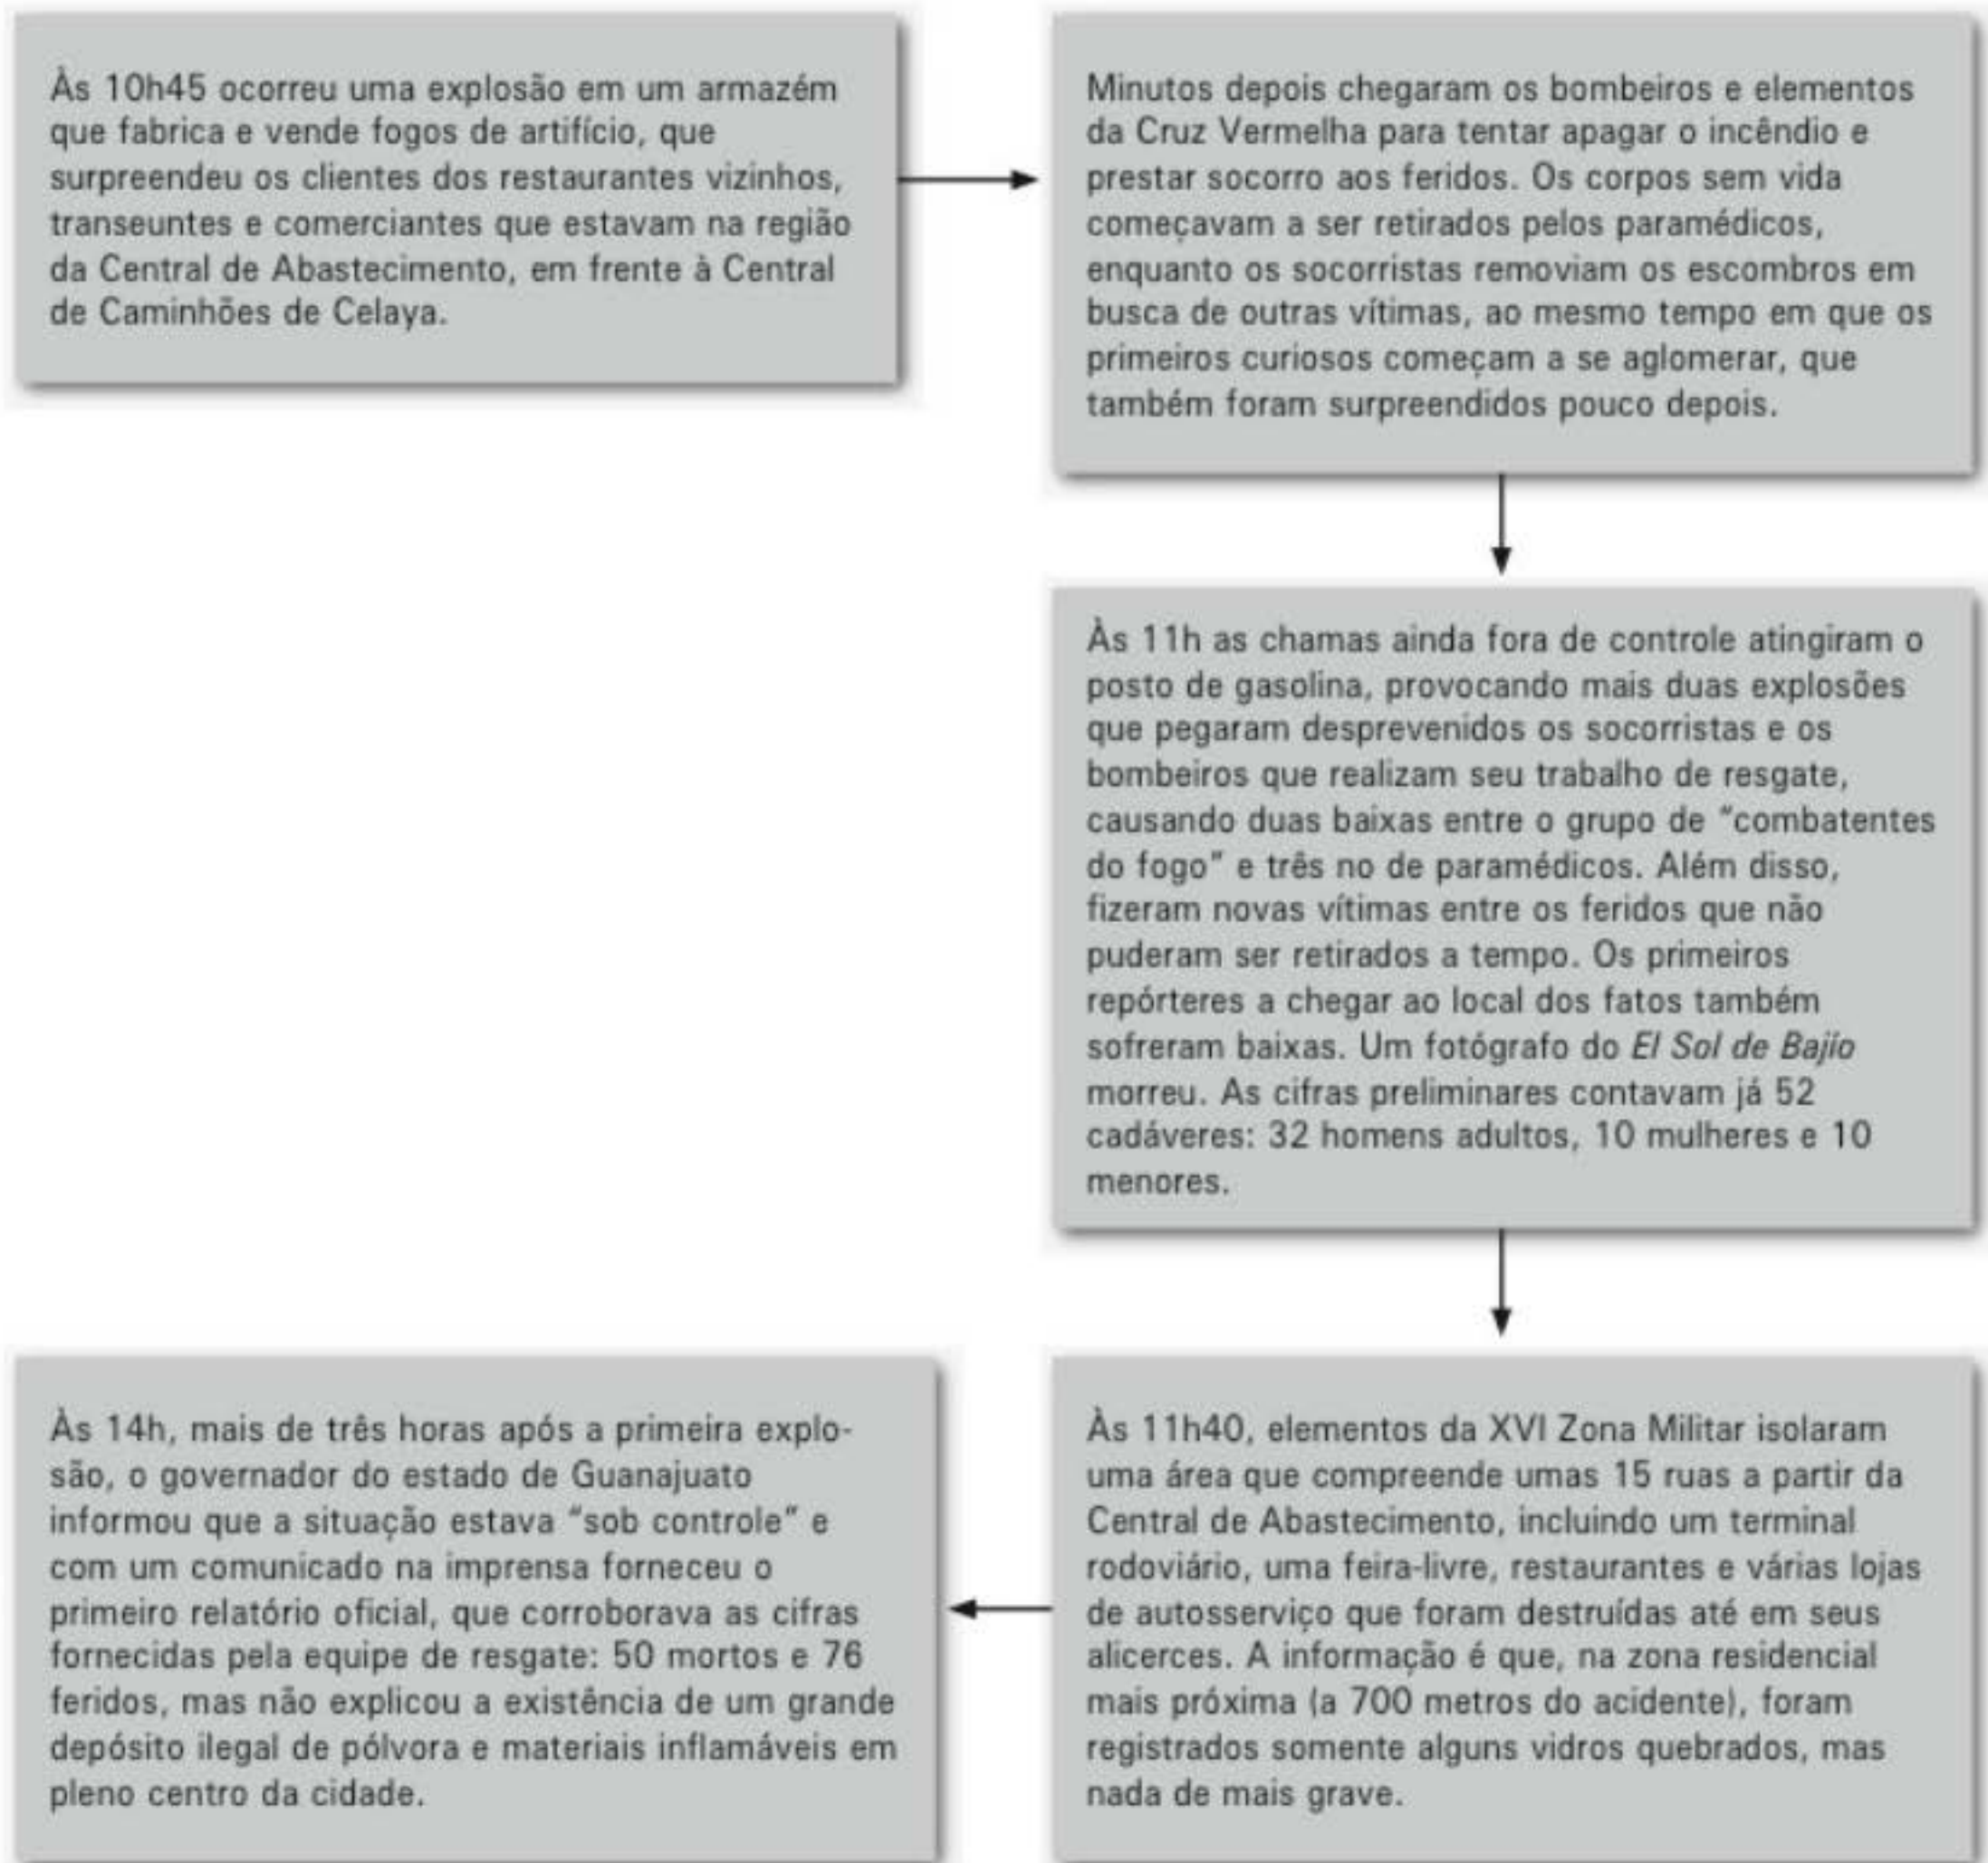 Às 10h45 ocorreu uma explosão em um armazém
que fabrica e vende fogos de artifício, que
surpreendeu os clientes dos restaurantes vizinhos,
transeuntes e comerciantes que estavam na região
da Central de Abastecimento, em frente à Central
de Caminhões de Celaya.
Minutos depois chegaram os bombeiros e elementos
da Cruz Vermelha para tentar apagar o incêndio e
prestar socorro aos feridos. Os corpos sem vida
começavam a ser retirados pelos paramédicos,
enquanto os socorristas removiam os escombros em
busca de outras vítimas, ao mesmo tempo em que os
primeiros curiosos começam a se aglomerar, que
também foram surpreendidos pouco depois.
Às 11h as chamas ainda fora de controle atingiram o
posto de gasolina, provocando mais duas explosões
que pegaram desprevenidos os socorristas e os
bombeiros que realizam seu trabalho de resgate,
causando duas baixas entre o grupo de "combatentes
do fogo" e três no de paramédicos. Além disso,
fizeram novas vítimas entre os feridos que não
puderam ser retirados a tempo. Os primeiros
repórteres a chegar ao local dos fatos também
sofreram baixas. Um fotógrafo do El Sol de Bajío
morreu. As cifras preliminares contavam já 52
cadáveres: 32 homens adultos, 10 mulheres e 10
menores.
Às 11h40, elementos da XVI Zona Militar isolaram
uma área que compreende umas 15 ruas a partir da
Central de Abastecimento, incluindo um terminal
rodoviário, uma feira-livre, restaurantes e várias lojas
de autosserviço que foram destruídas até em seus
alicerces. A informação é que, na zona residencial
mais próxima (a 700 metros do acidente), foram
registrados somente alguns vidros quebrados, mas
nada de mais grave.
Às 14h, mais de três horas após a primeira explo-
são, o governador do estado de Guanajuato
informou que a situação estava "sob controle" e
com um comunicado na imprensa forneceu o
primeiro relatório oficial, que corroborava as cifras
fornecidas pela equipe de resgate: 50 mortos e 76
feridos, mas não explicou a existência de um grande
depósito ilegal de pólvora e materiais inflamáveis em
pleno centro da cidade.